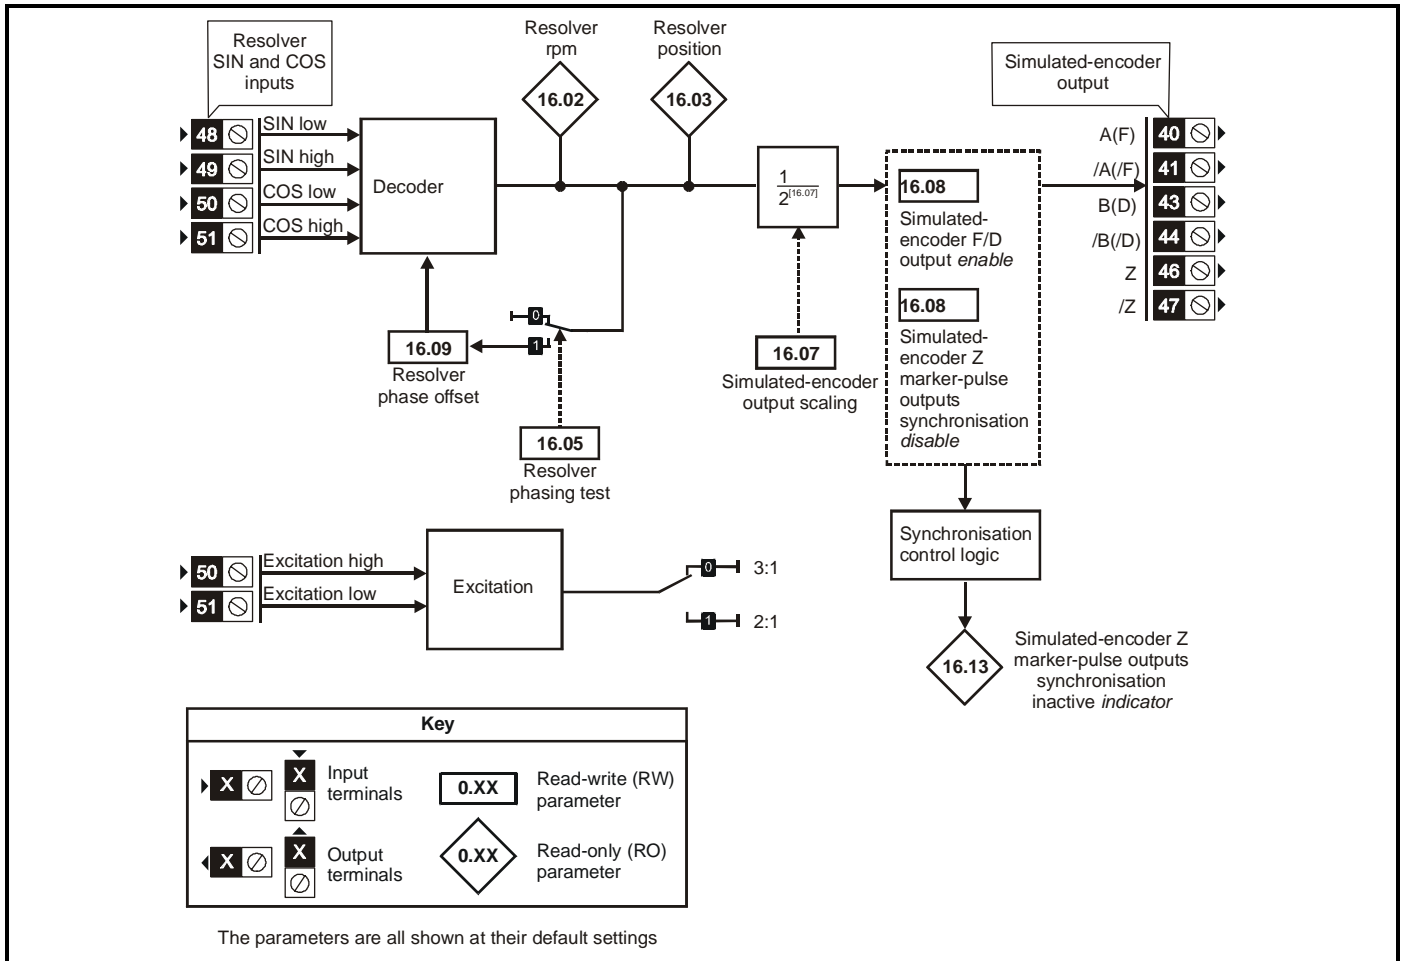 Resolver
SIN and COS
inputs
48
SIN low
49
SIN high
50
COS low
51
COS high
Decoder
Resolver
rpm
16.02
Resolver
position
16.03
16.09
Resolver
phase offset
0
1
16.05
Resolver
phasing test
1
2[16.07]
16.07
Simulated-encoder
output scaling
16.08
Simulated-
encoder F/D
output enable
16.08
Simulated-
encoder Z
marker-pulse
outputs
synchronisation
disable
Simulated-encoder
output
A(F) 40
/A(/F) 41
B(D) 43
/B(/D) 44
Z 46
/Z 47
Synchronisation
control logic
16.13
Simulated-encoder Z
marker-pulse outputs
synchronisation
inactive indicator
50
Excitation high
51
Excitation low
Excitation
0 3:1
1 2:1
Key
X
X
Input
terminals
0.XX
Read-write (RW)
parameter
X
X
Output
terminals
0.XX
Read-only (RO)
parameter
The parameters are all shown at their default settings